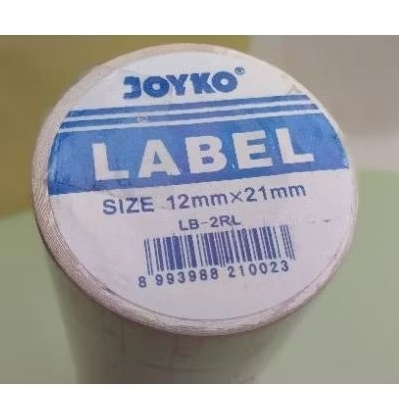 JOYKO®
LABEL
SIZE 12mm×21mm
LB-2RL
8 993988 210023